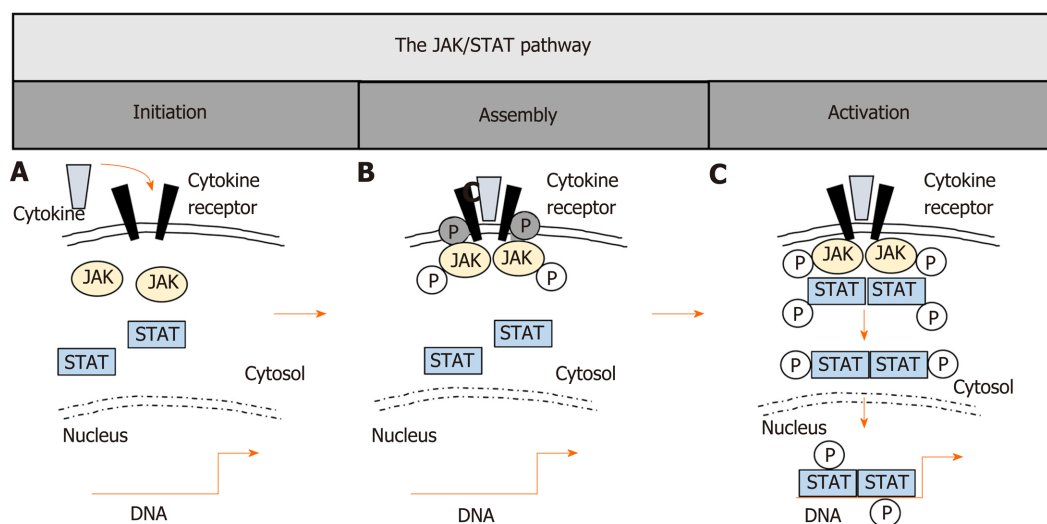 The JAK/STAT pathway
Initiation
Assembly
Activation
A
Cytokine
Cytokine
receptor
JAK
JAK
STAT
STAT
Cytosol
Nucleus
DNA
B
C
Cytokine
receptor
P
P
JAK
JAK
P
P
STAT
STAT
Cytosol
Nucleus
DNA
C
Cytokine
receptor
P
JAK
JAK
P
STAT
STAT
P
P
P
STAT
STAT
P
Cytosol
Nucleus
P
STAT
STAT
DNA
P